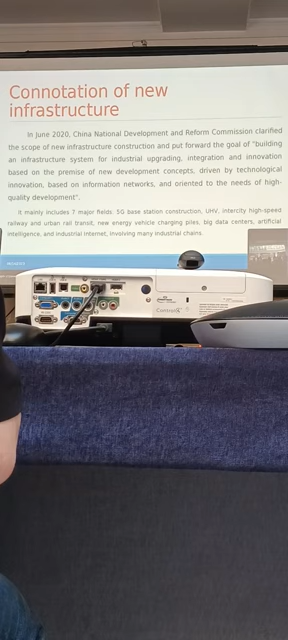 Connotation of new
infrastructure
In June 2020, China National Development and Reform Commission clarified
the scope of new infrastructure construction and put forward the goal of "building
an infrastructure system for industrial upgrading, integration and innovation
based on the premise of new development concepts, driven by technological
innovation, based on information networks, and oriented to the needs of high-
quality development".
It mainly includes 7 major fields: 5G base station construction, UHV, intercity high-speed
railway and urban rail transit, new energy vehicle charging piles, big data centers, artificial
intelligence, and industrial internet, involving many industrial chains.